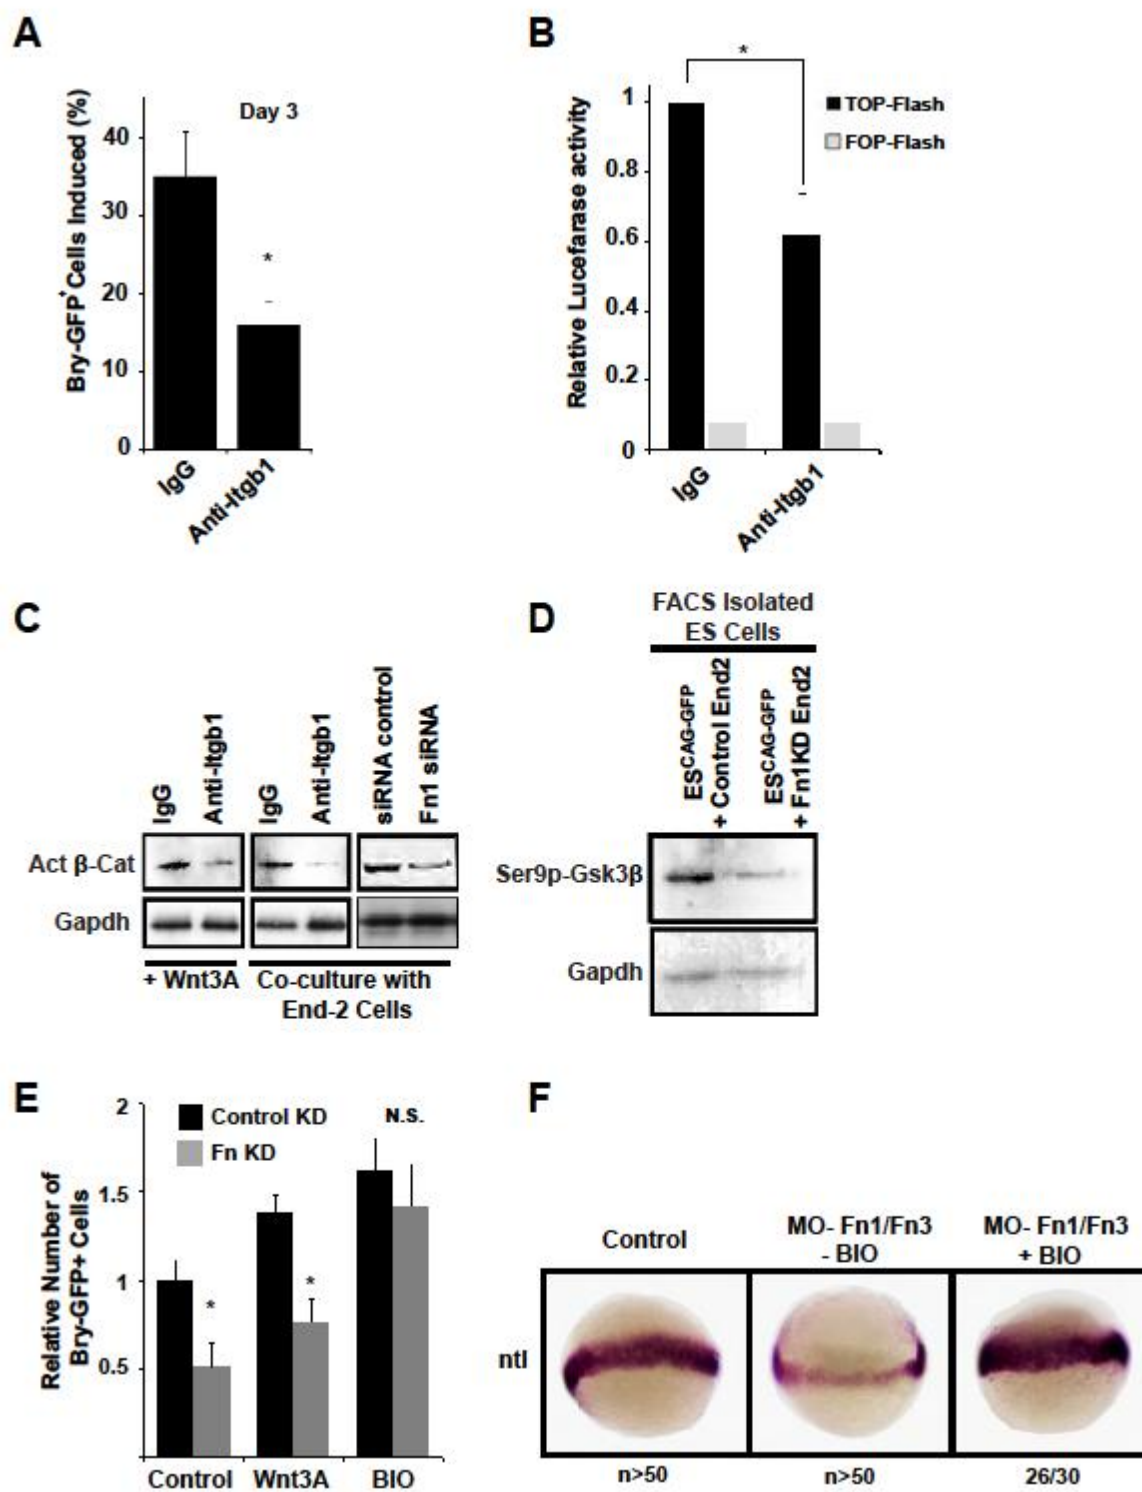 A
Day 3
Bry-GFP+ Cells Induced (%)
40
30
20
10
0
*
IgG
Anti-Itgb1
B
*
Relative Lucefarase activity
1
0.8
0.6
0.4
0.2
0
TOP-Flash
FOP-Flash
IgG
Anti-Itgb1
C
IgG
Anti-Itgb1
IgG
Anti-Itgb1
siRNA control
Fn1 siRNA
Act β-Cat
Gapdh
+ Wnt3A
Co-culture with
End-2 Cells
D
FACS Isolated
ES Cells
ESCAG-GFP
+ Control End2
ESCAG-GFP
+ Fn1KD End2
Ser9p-Gsk3β
Gapdh
E
Relative Number of
Bry-GFP+ Cells
2
1.5
1
0.5
Control KD
Fn KD
N.S.
*
*
Control
Wnt3A
BIO
F
Control
MO- Fn1/Fn3
- BIO
MO- Fn1/Fn3
+ BIO
ntl
n>50
n>50
26/30